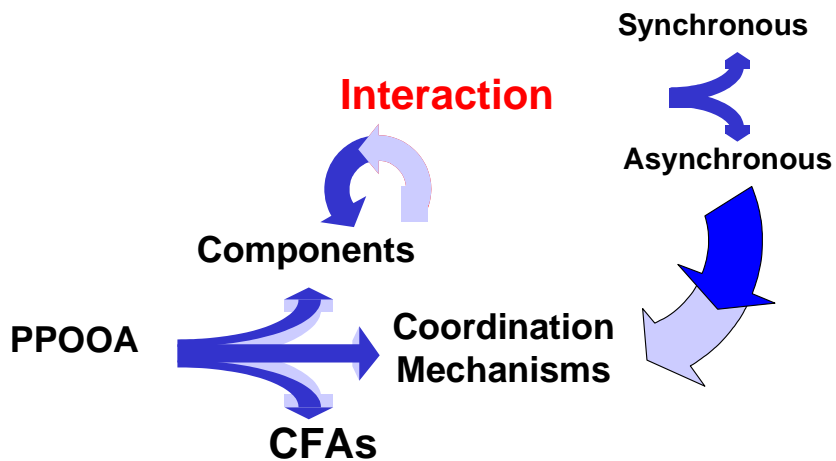 Synchronous
Interaction
Asynchronous
Components
PPOOA
Coordination
Mechanisms
CFAs